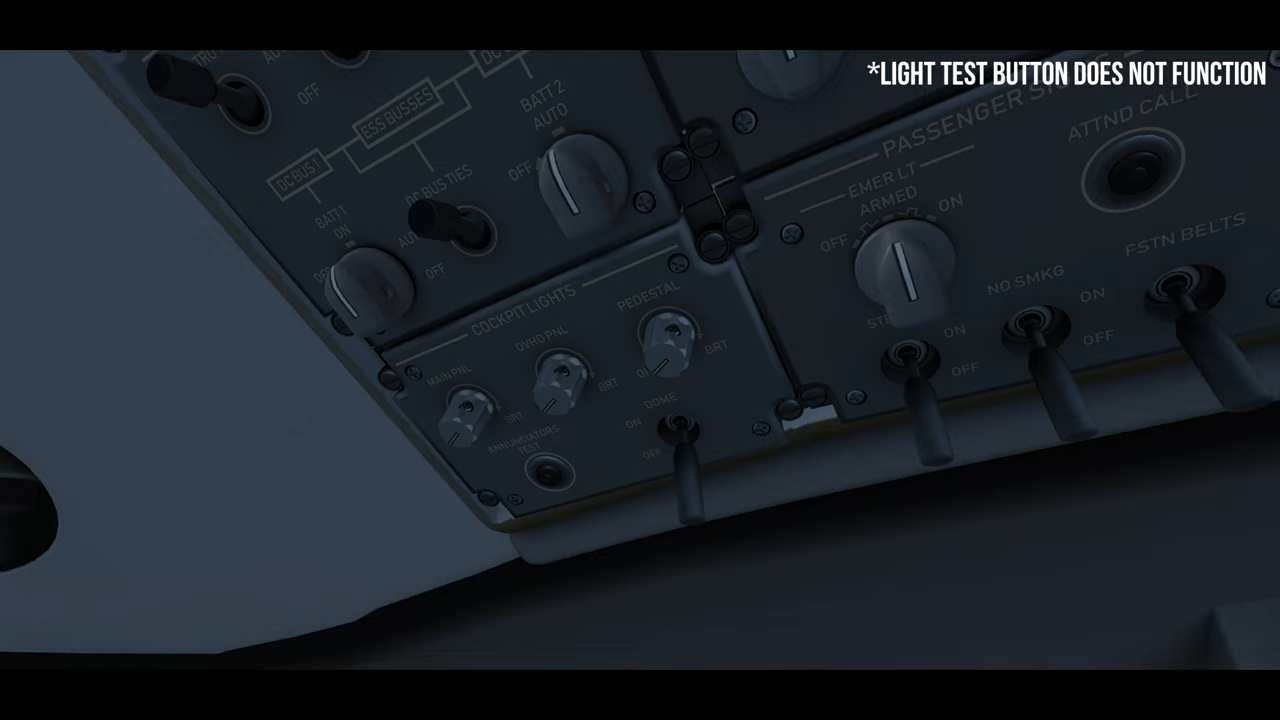 *LIGHT TEST BUTTON DOES NOT FUNCTION
OFF
ESS BUSSES
DC BUS 1
BATT 2
AUTO
OFF
DC BUS TIES
OFF
BATT 1
ON
PASSENGER
ATTND CALL
EMER LT
ARMED
OFF
ON
FSTN BELTS
NO SMKG
ON
OFF
ON
OFF
COCKPIT LIGHTS
MAIN PNL
OVHD PNL
PEDESTAL
BRT
BRT
BRT
ANNUNCIATORS
TEST
DOME
ON
OFF